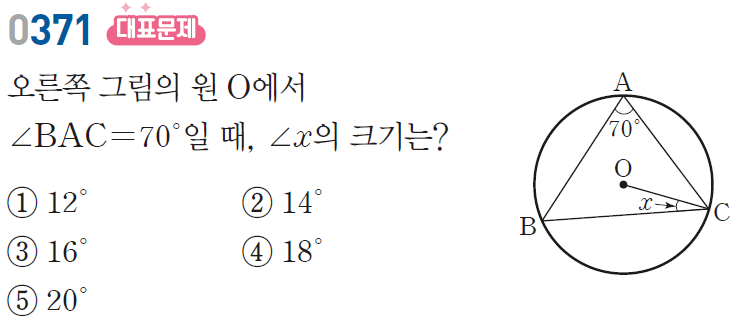 0371 대표문제
오른쪽 그림의 원 O에서
∠BAC=70°일 때, ∠x의 크기는?
① 12° ② 14°
③ 16° ④ 18°
⑤ 20°
A
70°
O
x
B
C